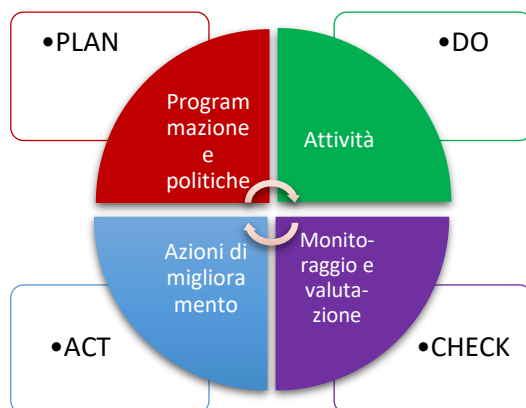 •PLAN
•DO
Program
mazione
e
politiche
Attività
Azioni di
migliora
mento
Monito-
raggio e
valuta-
zione
•ACT
•CHECK